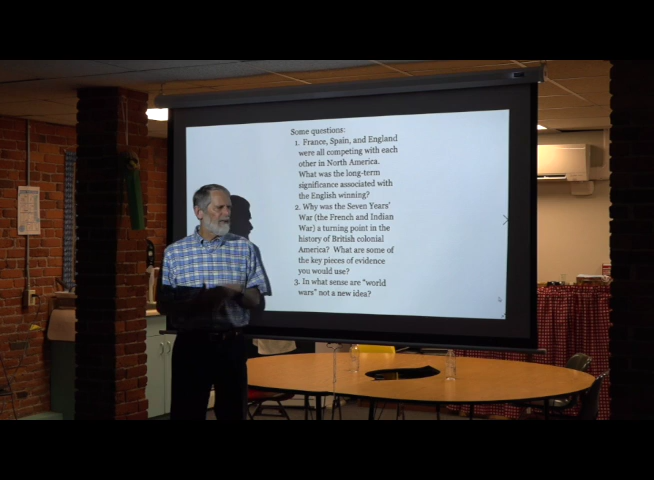 Some questions:
1. France, Spain, and England
were all competing with each
other in North America.
What was the long-term
significance associated with
the English winning?
2. Why was the Seven Years'
War (the French and Indian
War) a turning point in the
history of British colonial
America? What are some of
the key pieces of evidence
you would use?
3. In what sense are "world
wars" not a new idea?